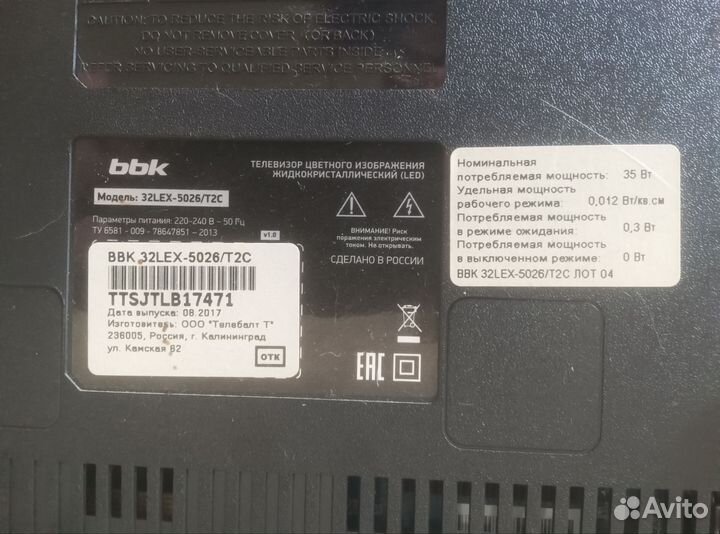 CAUTION: TO REDUCE THE RISK OF ELECTRIC SHOCK,
DO NOT REMOVE COVER. (OR BACK)
NO USER-SERVICEABLE PARTS INSIDE.
REFER SERVICING TO QUALIFIED SERVICE PERSONNEL.
bbk
Модель: 32LEX-5026/T2C
Параметры питания: 220-240 В ~ 50 Гц
ТУ 6581 - 009 - 78647851 - 2013
v1.0
ТЕЛЕВИЗОР ЦВЕТНОГО ИЗОБРАЖЕНИЯ
ЖИДКОКРИСТАЛЛИЧЕСКИЙ (LED)
ВНИМАНИЕ! Риск
поражения электрическим
током. Не открывать.
СДЕЛАНО В РОССИИ
BBK 32LEX-5026/T2C
TTSJTLB17471
Дата выпуска: 08.2017
Изготовитель: ООО "Телебалт Т"
236005, Россия, г. Калининград
ул. Камская 82
ОТК
EAC
Номинальная
потребляемая мощность: 35 Вт
Удельная мощность
рабочего режима: 0,012 Вт/кв.см
Потребляемая мощность
в режиме ожидания: 0,3 Вт
Потребляемая мощность
в выключенном режиме: 0 Вт
BBK 32LEX-5026/T2C ЛОТ 04
Avito